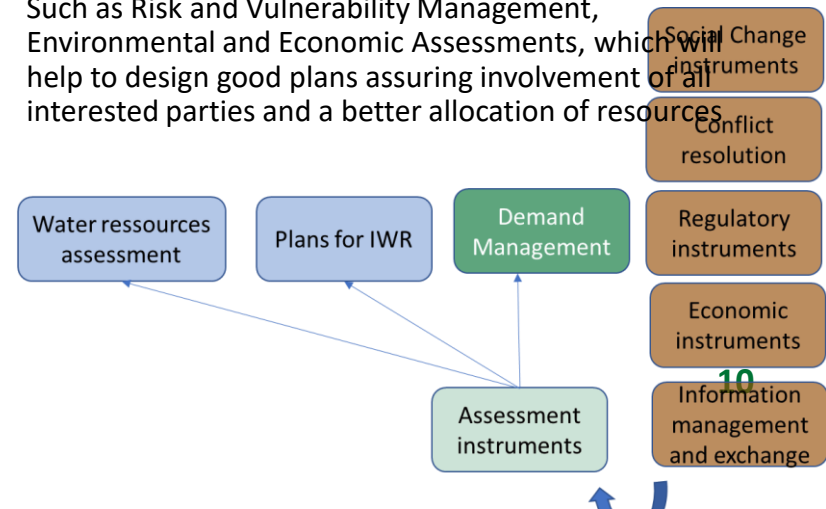 Such as Risk and Vulnerability Management,
Environmental and Economic Assessments, which will
help to design good plans assuring involvement of all
interested parties and a better allocation of resources
Social Change
instruments
Conflict
resolution
Water ressources
assessment
Plans for IWR
Demand
Management
Regulatory
instruments
Economic
instruments
10
Information
management
and exchange
Assessment
instruments